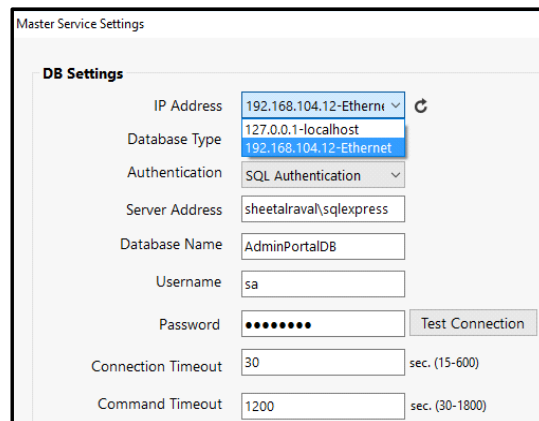 Master Service Settings
DB Settings
IP Address 192.168.104.12-Etherne
127.0.0.1-localhost
Database Type 192.168.104.12-Ethernet
Authentication SQL Authentication
Server Address sheetalraval\sqlexpress
Database Name AdminPortalDB
Username sa
Password ●●●●●●●● Test Connection
Connection Timeout 30 sec. (15-600)
Command Timeout 1200 sec. (30-1800)